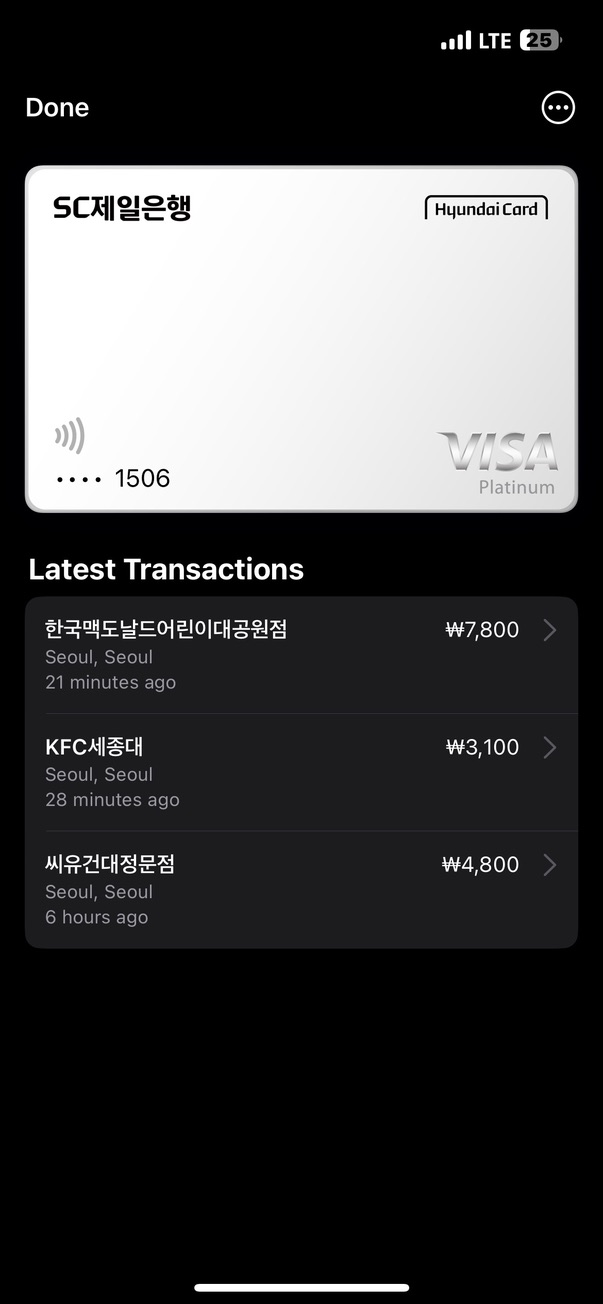 LTE 25
Done
SC제일은행 Hyundai Card
•••• 1506
VISA
Platinum
Latest Transactions
한국맥도날드어린이대공원점 ₩7,800
Seoul, Seoul
21 minutes ago
KFC세종대 ₩3,100
Seoul, Seoul
28 minutes ago
씨유건대정문점 ₩4,800
Seoul, Seoul
6 hours ago